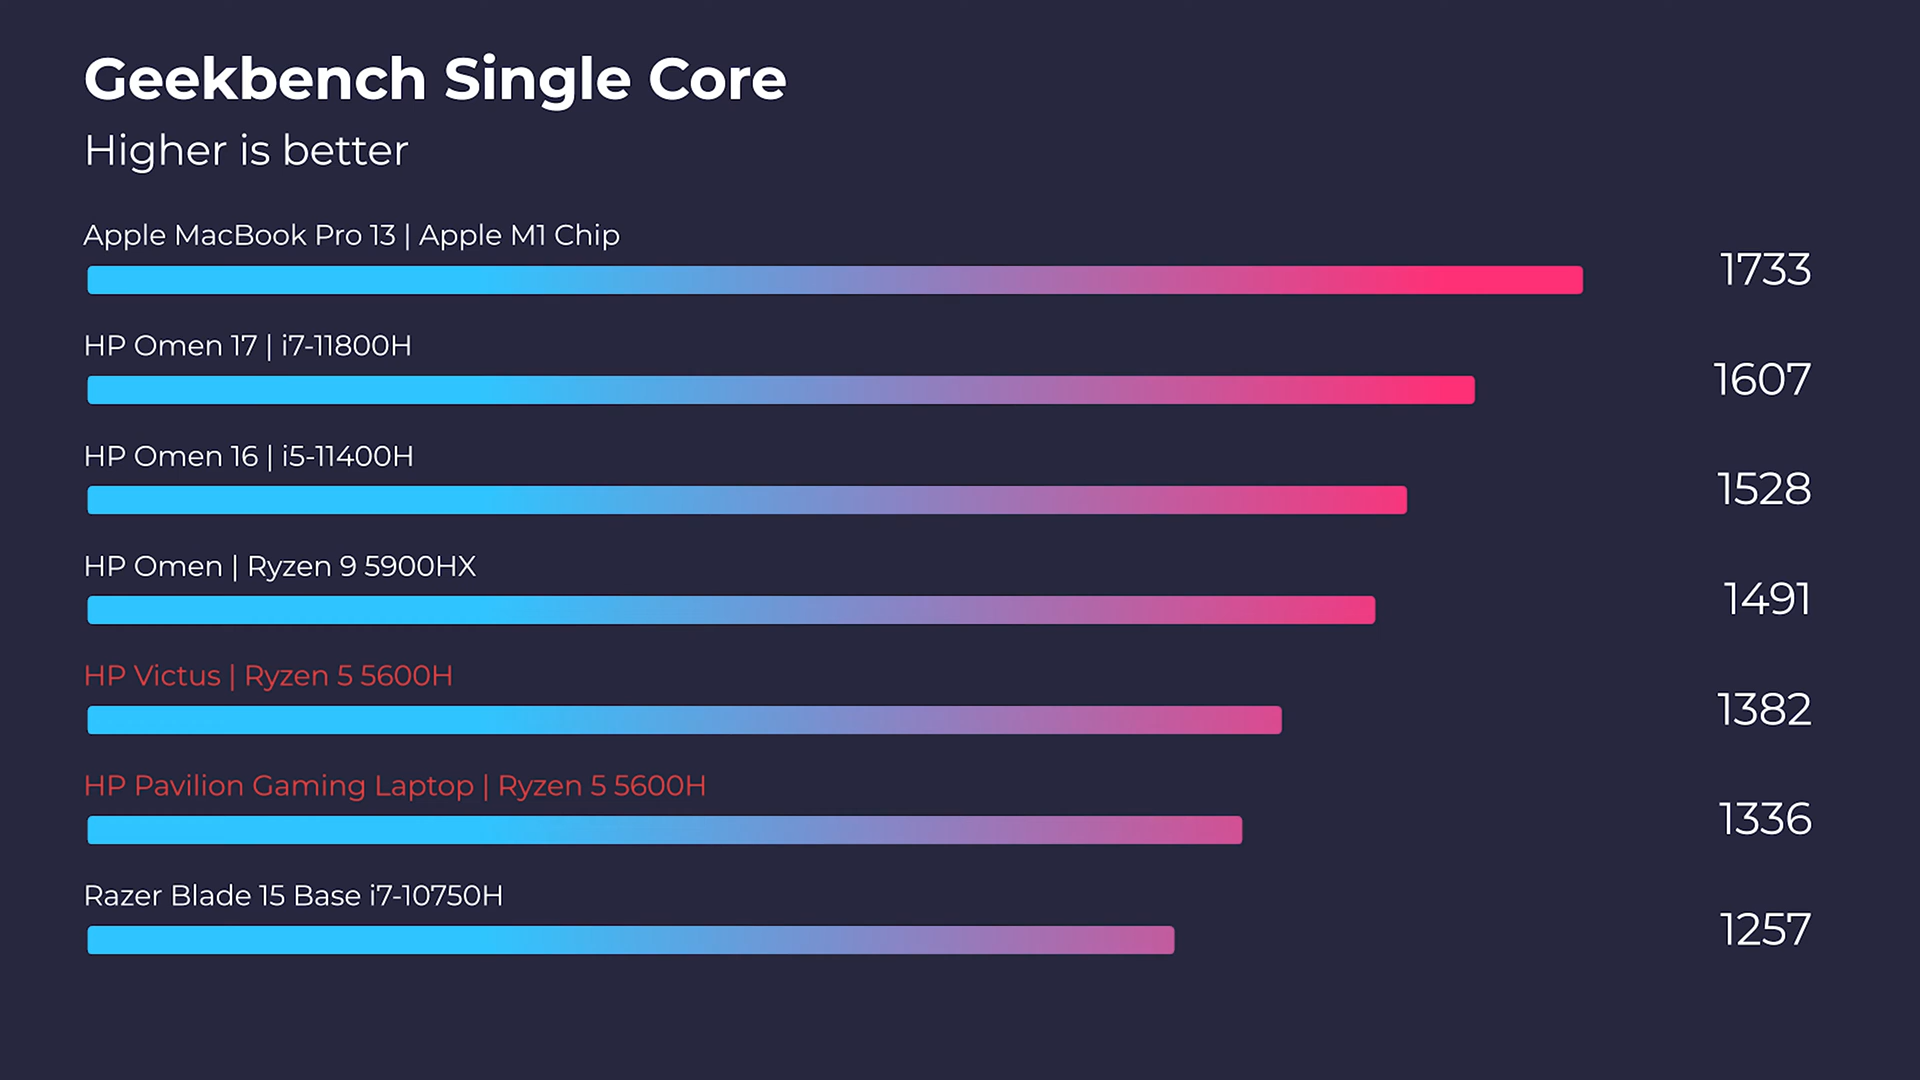 Geekbench Single Core
Higher is better
Apple MacBook Pro 13 | Apple M1 Chip
1733
HP Omen 17 | i7-11800H
1607
HP Omen 16 | i5-11400H
1528
HP Omen | Ryzen 9 5900HX
1491
HP Victus | Ryzen 5 5600H
1382
HP Pavilion Gaming Laptop | Ryzen 5 5600H
1336
Razer Blade 15 Base i7-10750H
1257